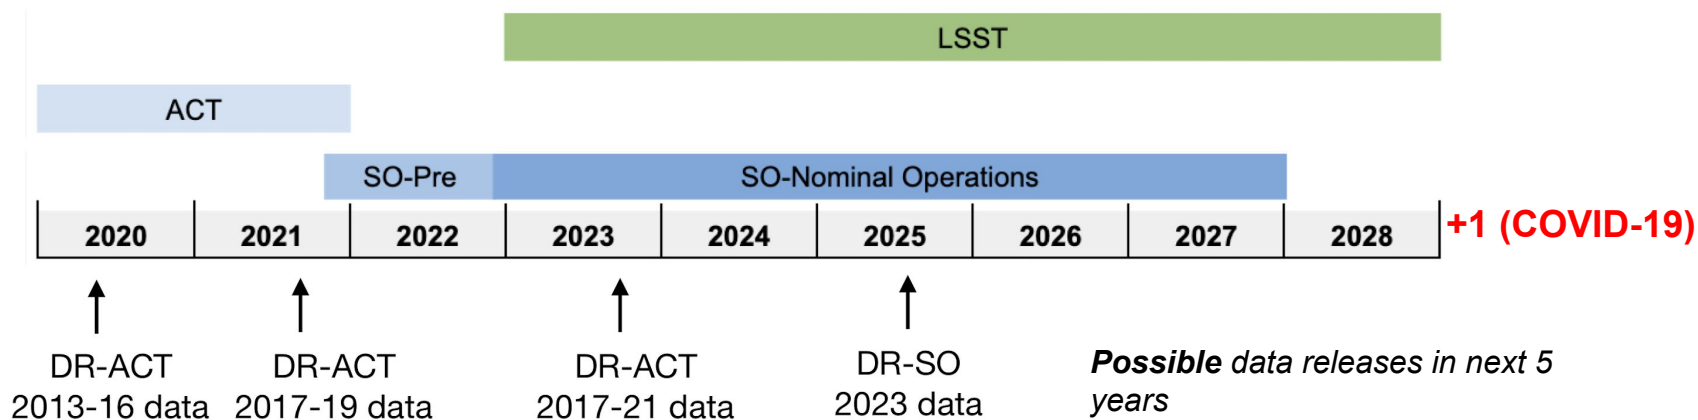 LSST
ACT
SO-Pre
SO-Nominal Operations
2020
2021
2022
2023
2024
2025
2026
2027
2028
+1 (COVID-19)
DR-ACT
2013-16 data
DR-ACT
2017-19 data
DR-ACT
2017-21 data
DR-SO
2023 data
Possible data releases in next 5
years